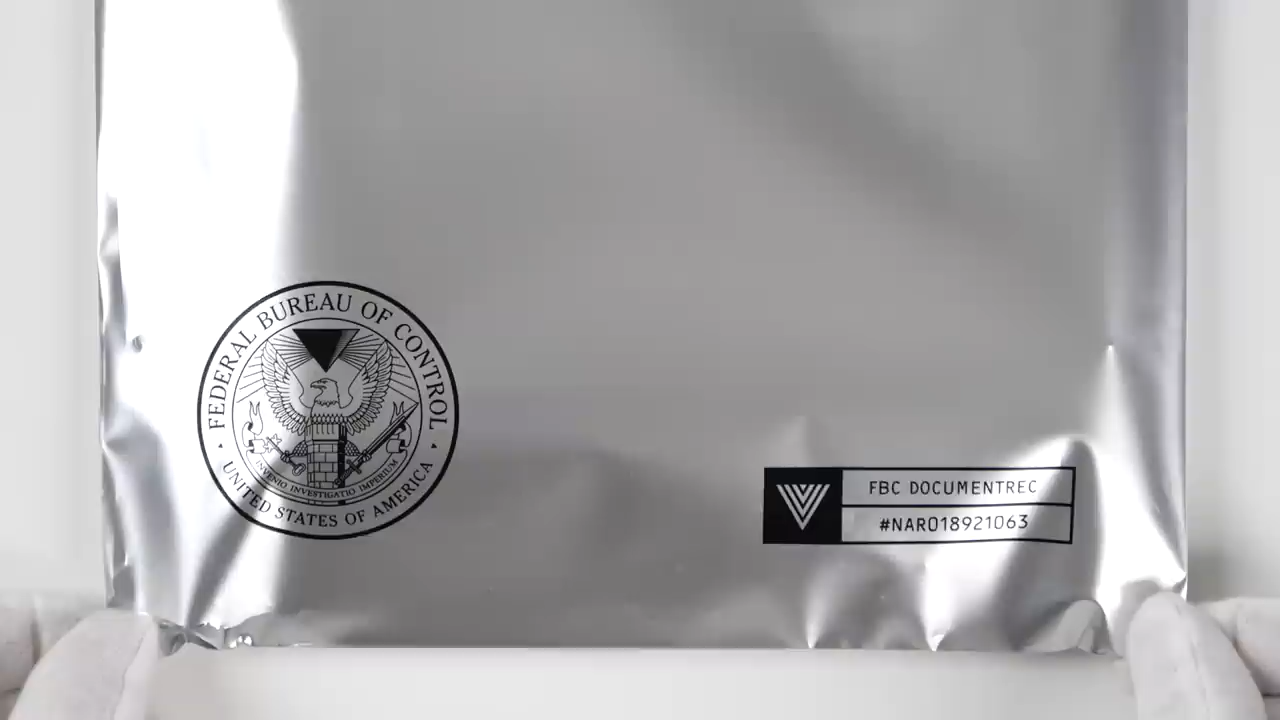 FEDERAL BUREAU OF CONTROL
INVENIO INVESTIGATIO IMPERIUM
UNITED STATES OF AMERICA
FBC DOCUMENTREC
#NAR018921063